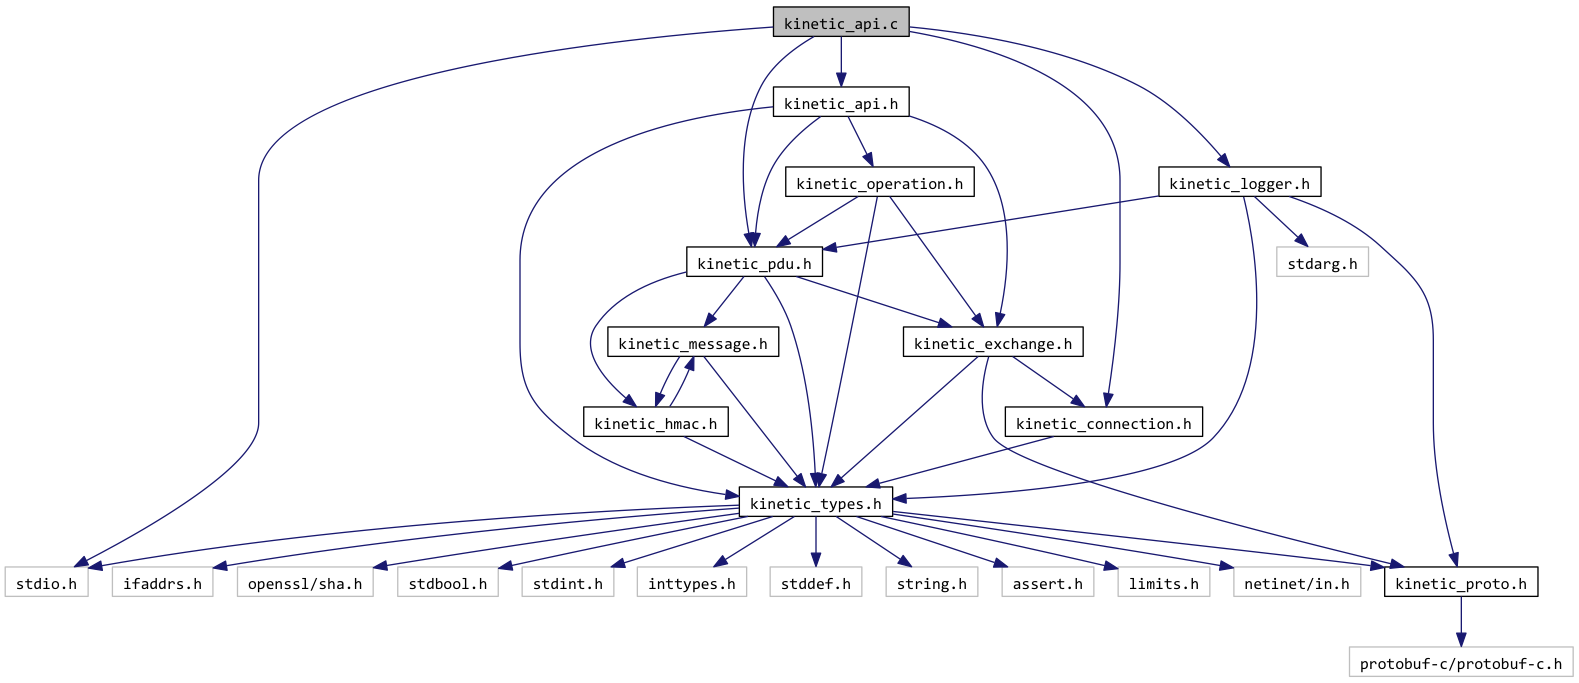 kinetic_api.c
kinetic_api.h
kinetic_operation.h
kinetic_logger.h
kinetic_pdu.h
stdarg.h
kinetic_message.h
kinetic_exchange.h
kinetic_hmac.h
kinetic_connection.h
kinetic_types.h
stdio.h
ifaddrs.h
openssl/sha.h
stdbool.h
stdint.h
inttypes.h
stddef.h
string.h
assert.h
limits.h
netinet/in.h
kinetic_proto.h
protobuf-c/protobuf-c.h